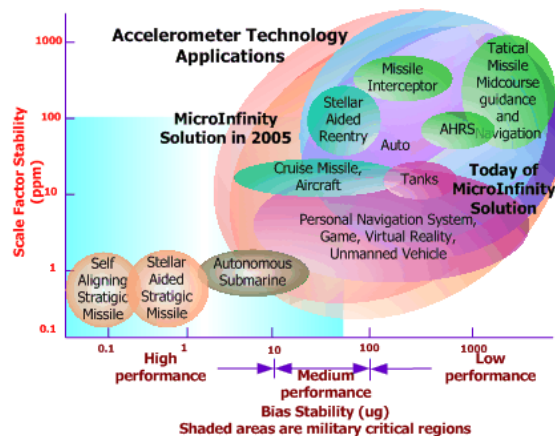 Accelerometer Technology
Applications
MicroInfinity
Solution in 2005
Missile
Interceptor
Tatical
Missile
Midcourse
guidance
and
Navigation
Stellar
Aided
Reentry
AHRS
Auto
Cruise Missile,
Aircraft
Tanks
Today of
MicroInfinity
Solution
Personal Navigation System,
Game, Virtual Reality,
Unmanned Vehicle
Self
Aligning
Stratigic
Missile
Stellar
Aided
Stratigic
Missile
Autonomous
Submarine
Scale Factor Stability
(ppm)
1000
100
10
1
0.1
0.1
1
10
100
1000
High
performance
Medium
performance
Low
performance
Bias Stability (ug)
Shaded areas are military critical regions